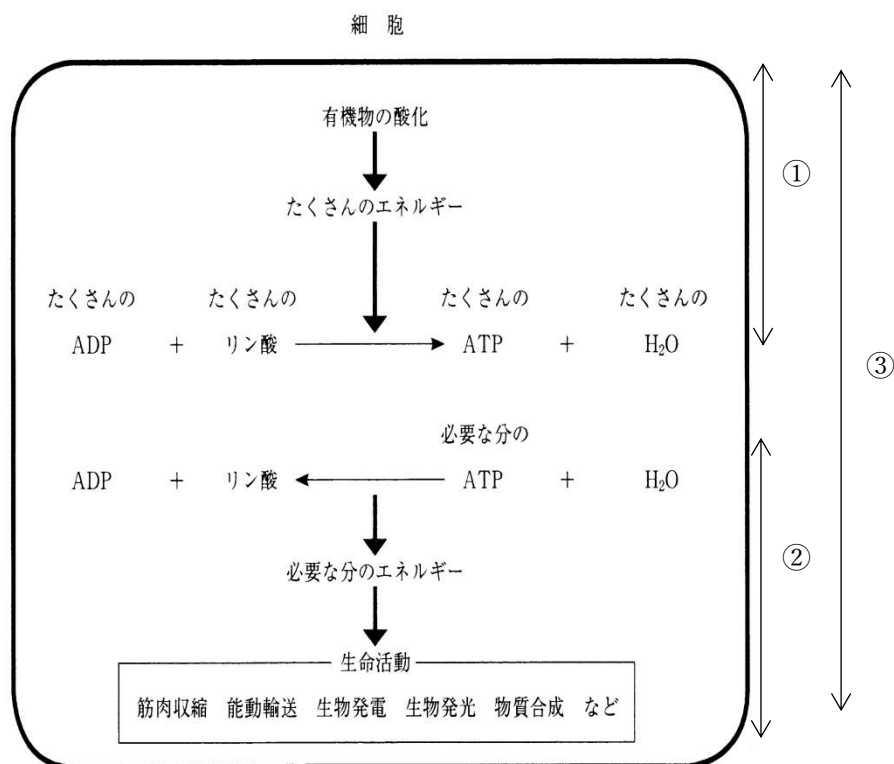 細 胞
有機物の酸化
たくさんのエネルギー
たくさんの たくさんの たくさんの たくさんの
ADP + リン酸 ATP + H₂O
必要な分の
ADP + リン酸 ATP + H₂O
必要な分のエネルギー
生命活動
筋肉収縮 能動輸送 生物発電 生物発光 物質合成 など
①
③
②